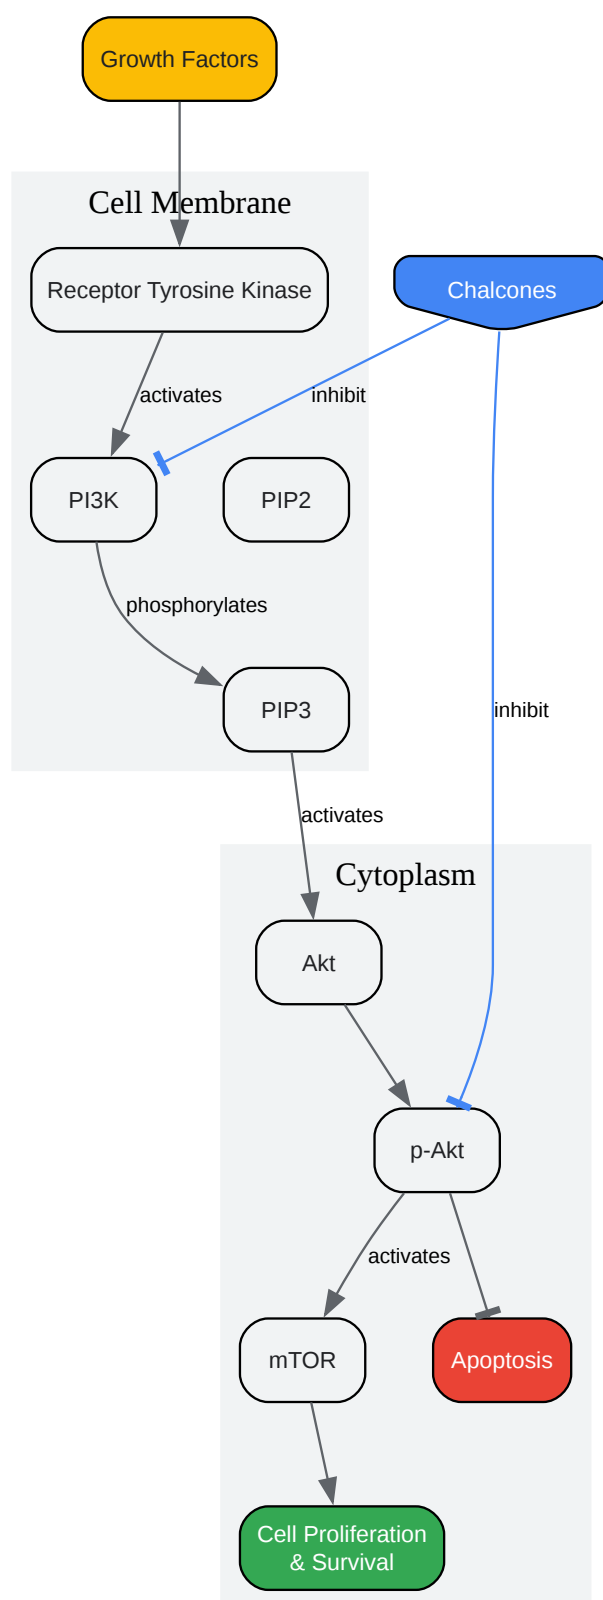 Growth Factors
Cell Membrane
Receptor Tyrosine Kinase
Chalcones
activates
inhibit
PI3K
PIP2
phosphorylates
PIP3
inhibit
activates
Cytoplasm
Akt
p-Akt
activates
mTOR
Apoptosis
Cell Proliferation
& Survival